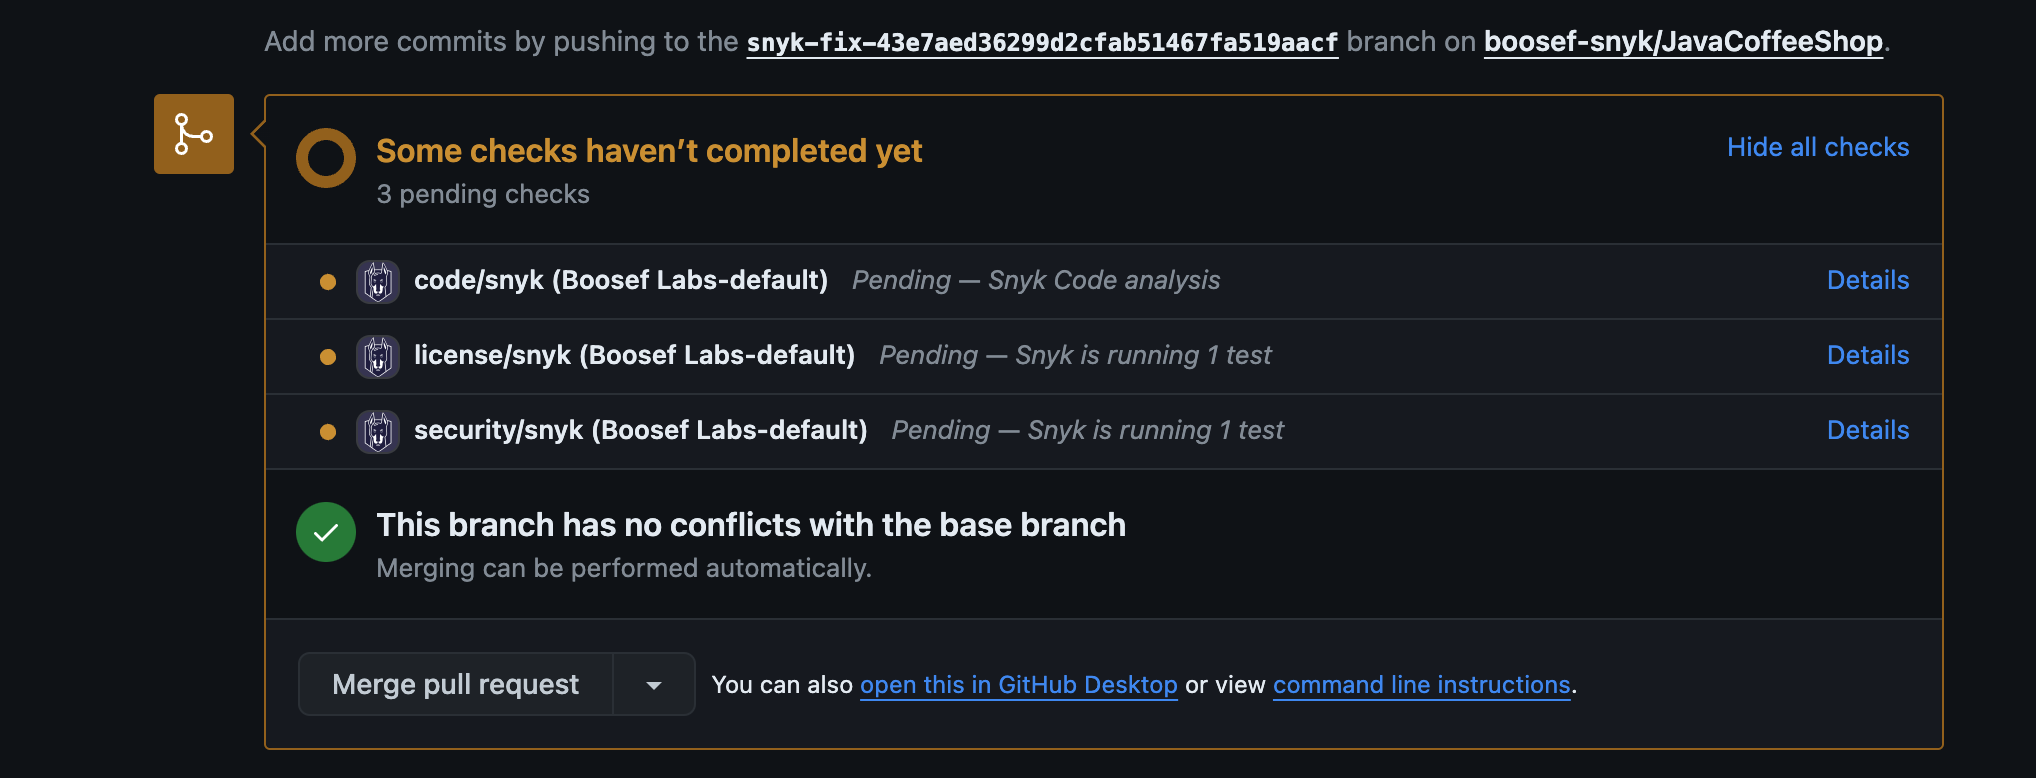 Add more commits by pushing to the snyk-fix-43e7aed36299d2cfab51467fa519aacf branch on boosef-snyk/JavaCoffeeShop.
Some checks haven’t completed yet
Hide all checks
3 pending checks
code/snyk (Boosef Labs-default) Pending — Snyk Code analysis Details
license/snyk (Boosef Labs-default) Pending — Snyk is running 1 test Details
security/snyk (Boosef Labs-default) Pending — Snyk is running 1 test Details
This branch has no conflicts with the base branch
Merging can be performed automatically.
Merge pull request You can also open this in GitHub Desktop or view command line instructions.